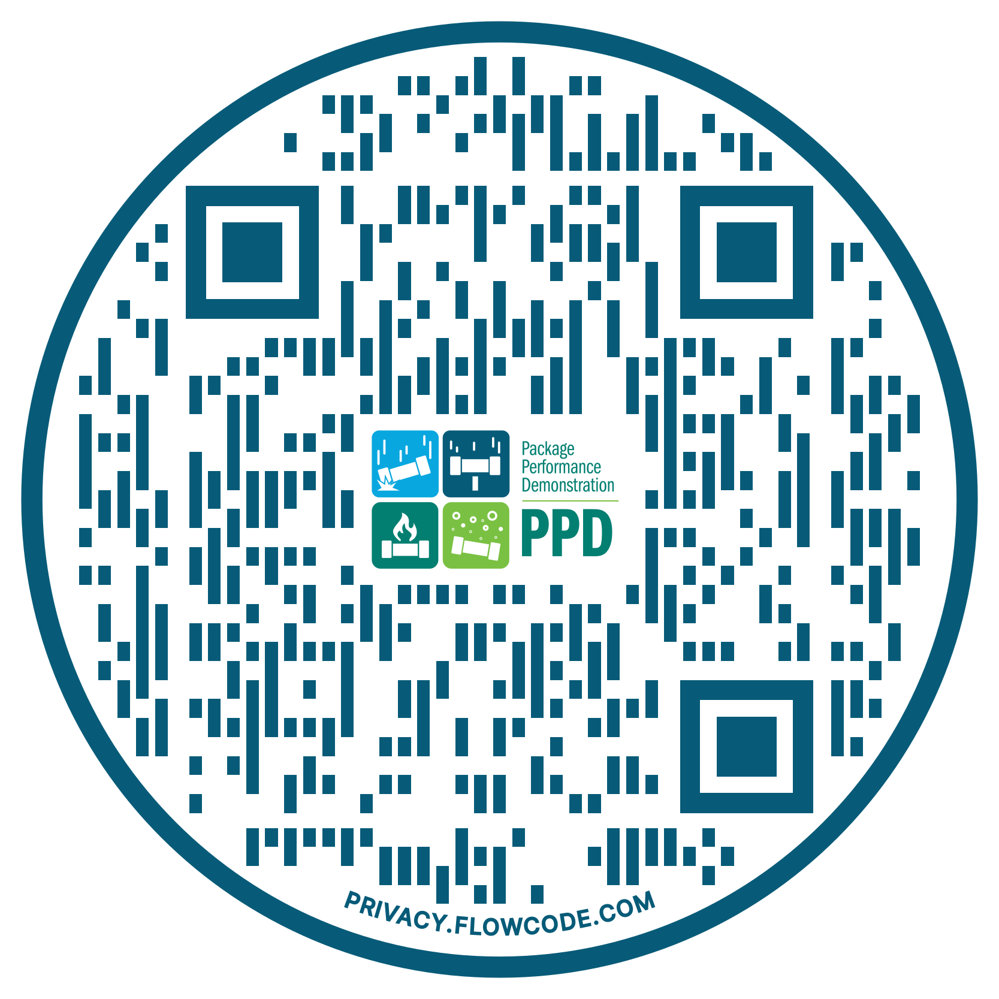 Package
Performance
Demonstration
PPD
PRIVACY.FLOWCODE.COM